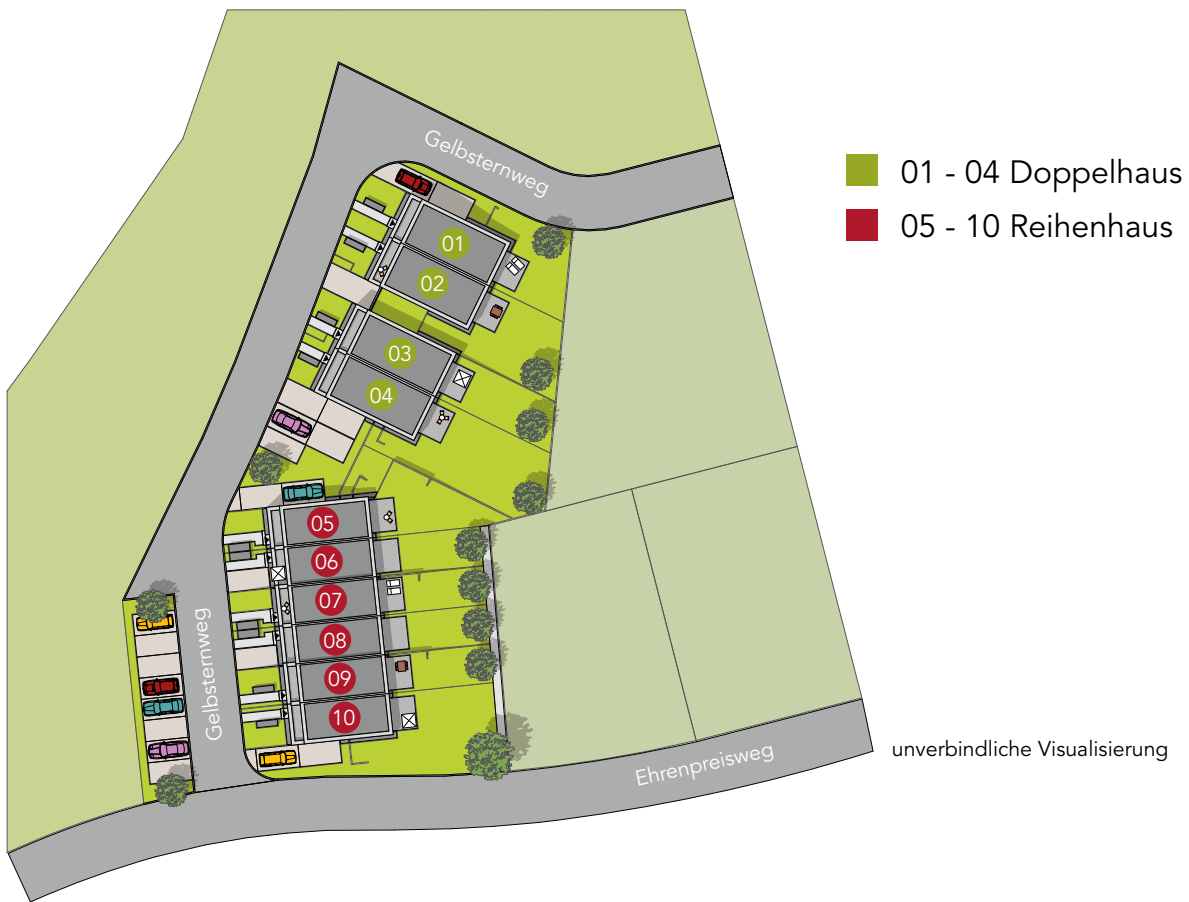 Gelbsternweg
01 - 04 Doppelhaus
05 - 10 Reihenhaus
01
02
03
04
05
06
07
08
09
10
Gelbsternweg
Ehrenpreisweg
unverbindliche Visualisierung